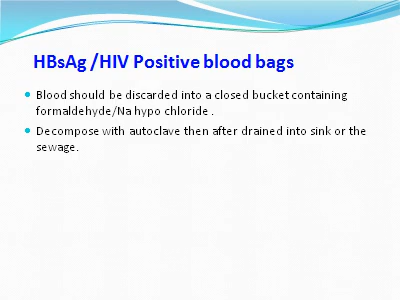 HBsAg /HIV Positive blood bags
Blood should be discarded into a closed bucket containing
formaldehyde/Na hypo chloride .
Decompose with autoclave then after drained into sink or the
sewage.